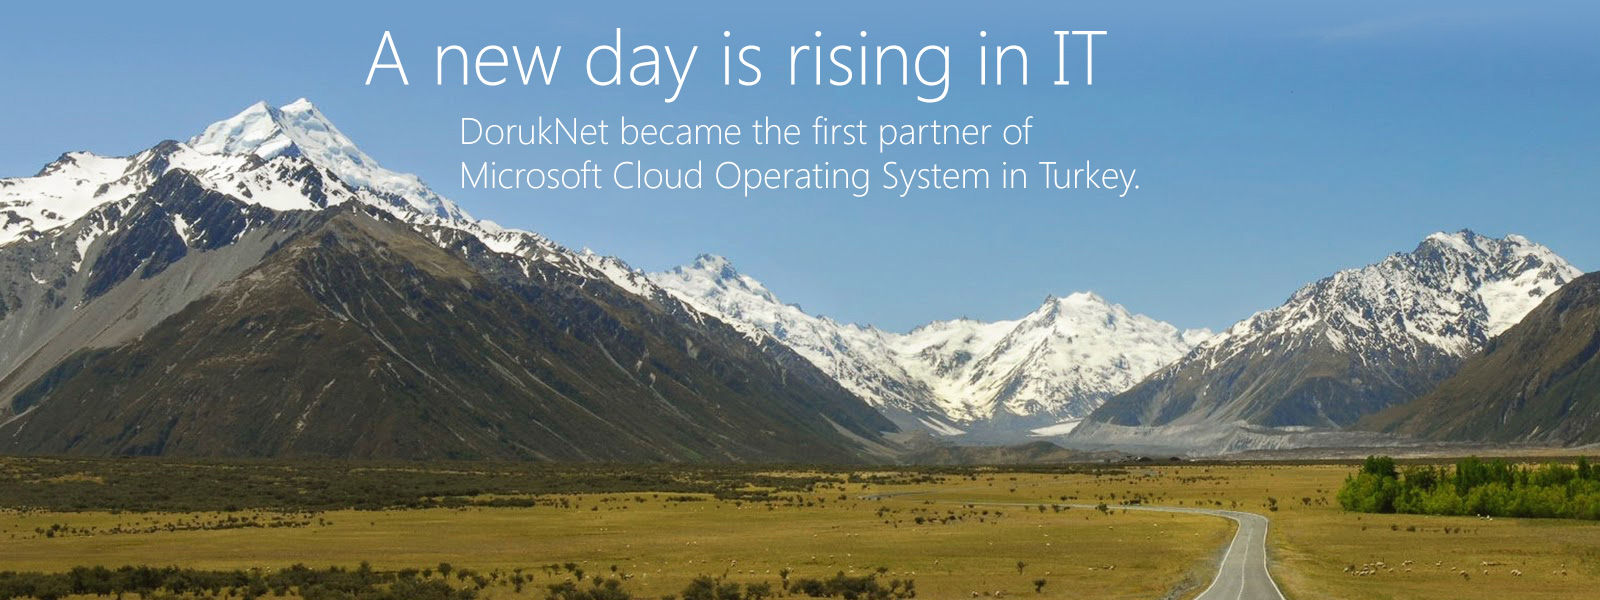 A new day is rising in IT
DorukNet became the first partner of
Microsoft Cloud Operating System in Turkey.